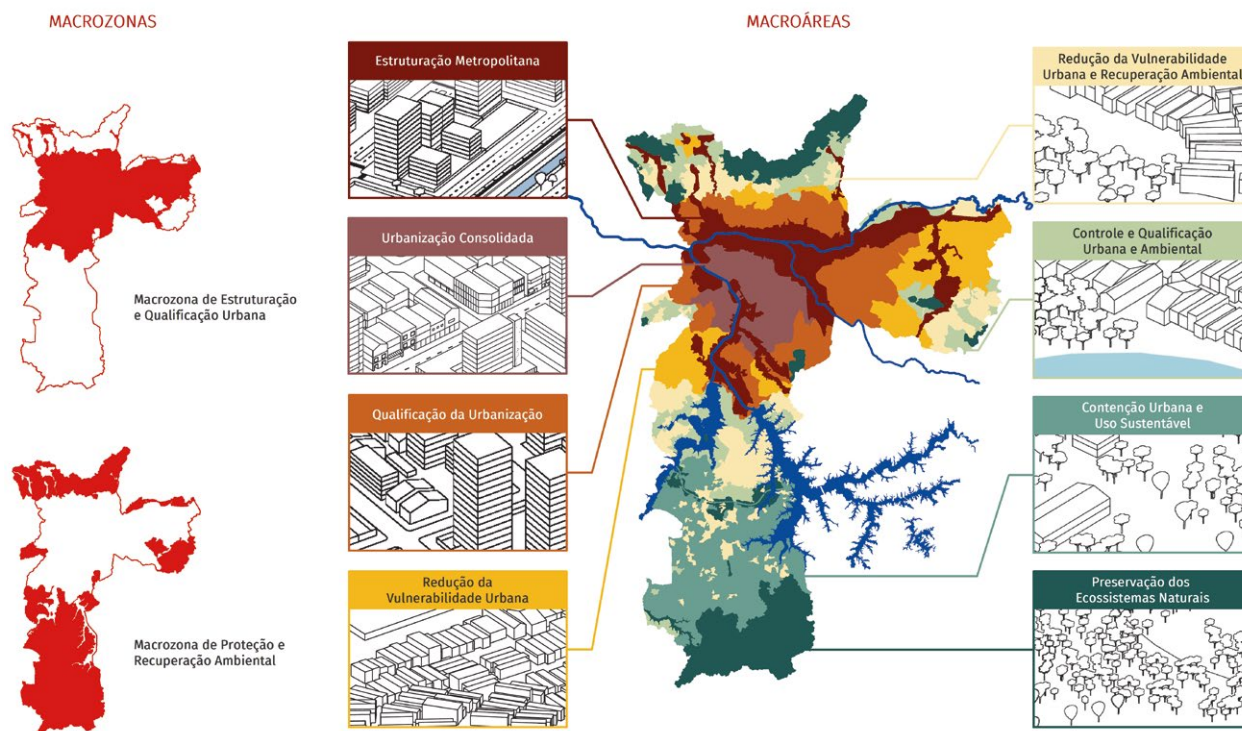 MACROZONAS
Macrozona de Estruturação
e Qualificação Urbana
Macrozona de Proteção e
Recuperação Ambiental
MACROÁREAS
Estruturação Metropolitana
Urbanização Consolidada
Qualificação da Urbanização
Redução da
Vulnerabilidade Urbana
Redução da Vulnerabilidade
Urbana e Recuperação Ambiental
Controle e Qualificação
Urbana e Ambiental
Contenção Urbana e
Uso Sustentável
Preservação dos
Ecossistemas Naturais